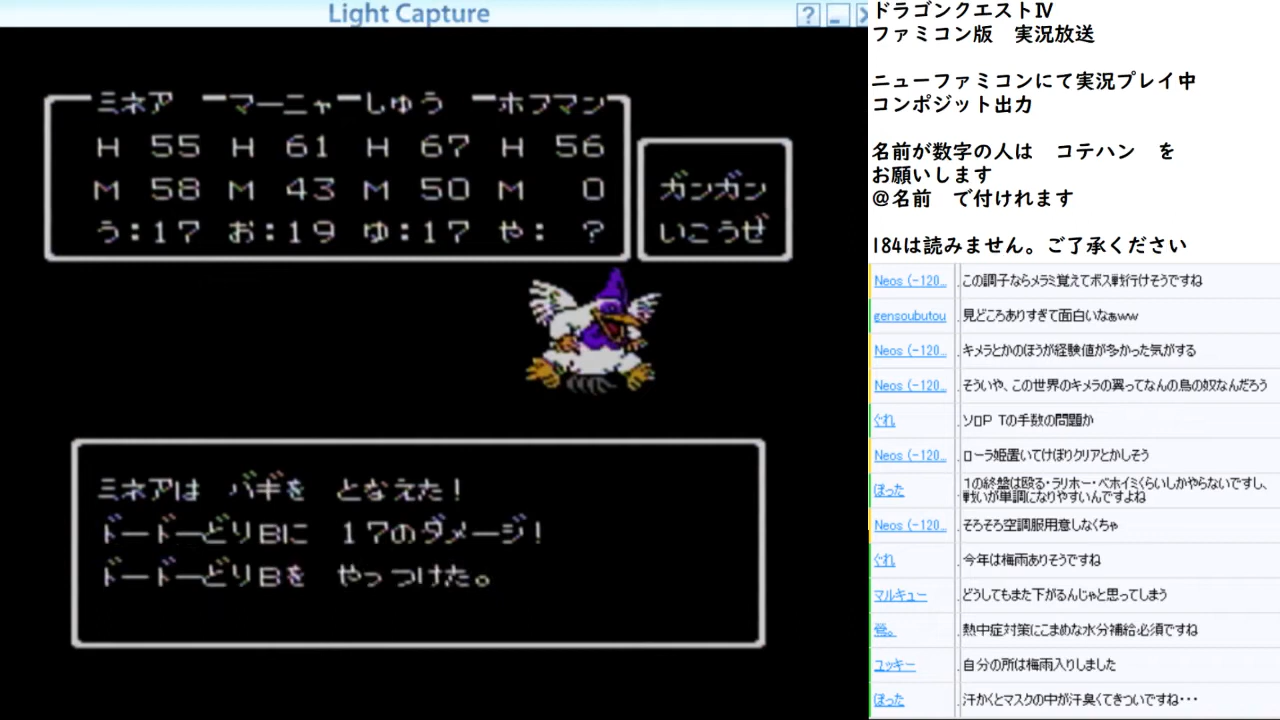 Light Capture
ミネア マーニャ しゅう ホフマン
H 55 H 61 H 67 H 56
M 58 M 43 M 50 M 0
う:17 お:19 ゆ:17 や: ?
ガンガン
いこうぜ
ミネアは バギを となえた!
ドードーどりBに 17のダメージ!
ドードーどりBを やっつけた。
ドラゴンクエストⅣ
ファミコン版 実況放送
ニューファミコンにて実況プレイ中
コンポジット出力
名前が数字の人は コテハン を
お願いします
@名前 で付けれます
184は読みません。ご了承ください
Neos (-120... .この調子ならメラミ覚えてボス戦行けそうですね
gensoubutou .見どころありすぎて面白いなぁww
Neos (-120... .キメラとかのほうが経験値が多かった気がする
Neos (-120... .そういや、この世界のキメラの翼ってなんの鳥の奴なんだろう
ぐれ .ソロPTの手数の問題か
Neos (-120... .ローラ姫置いてけぼりクリアとかしそう
ぽった .1の終盤は殴る・ラリホー・ベホイミくらいしかやらないですし、
戦いが単調になりやすいんですよね
Neos (-120... .そろそろ空調服用意しなくちゃ
ぐれ .今年は梅雨ありそうですね
マルキュー .どうしてもまた下がるんじゃと思ってしまう
.熱中症対策にこまめな水分補給必須ですね
ユッキー .自分の所は梅雨入りしました
ぽった .汗かくとマスクの中が汗臭くてきついですね・・・